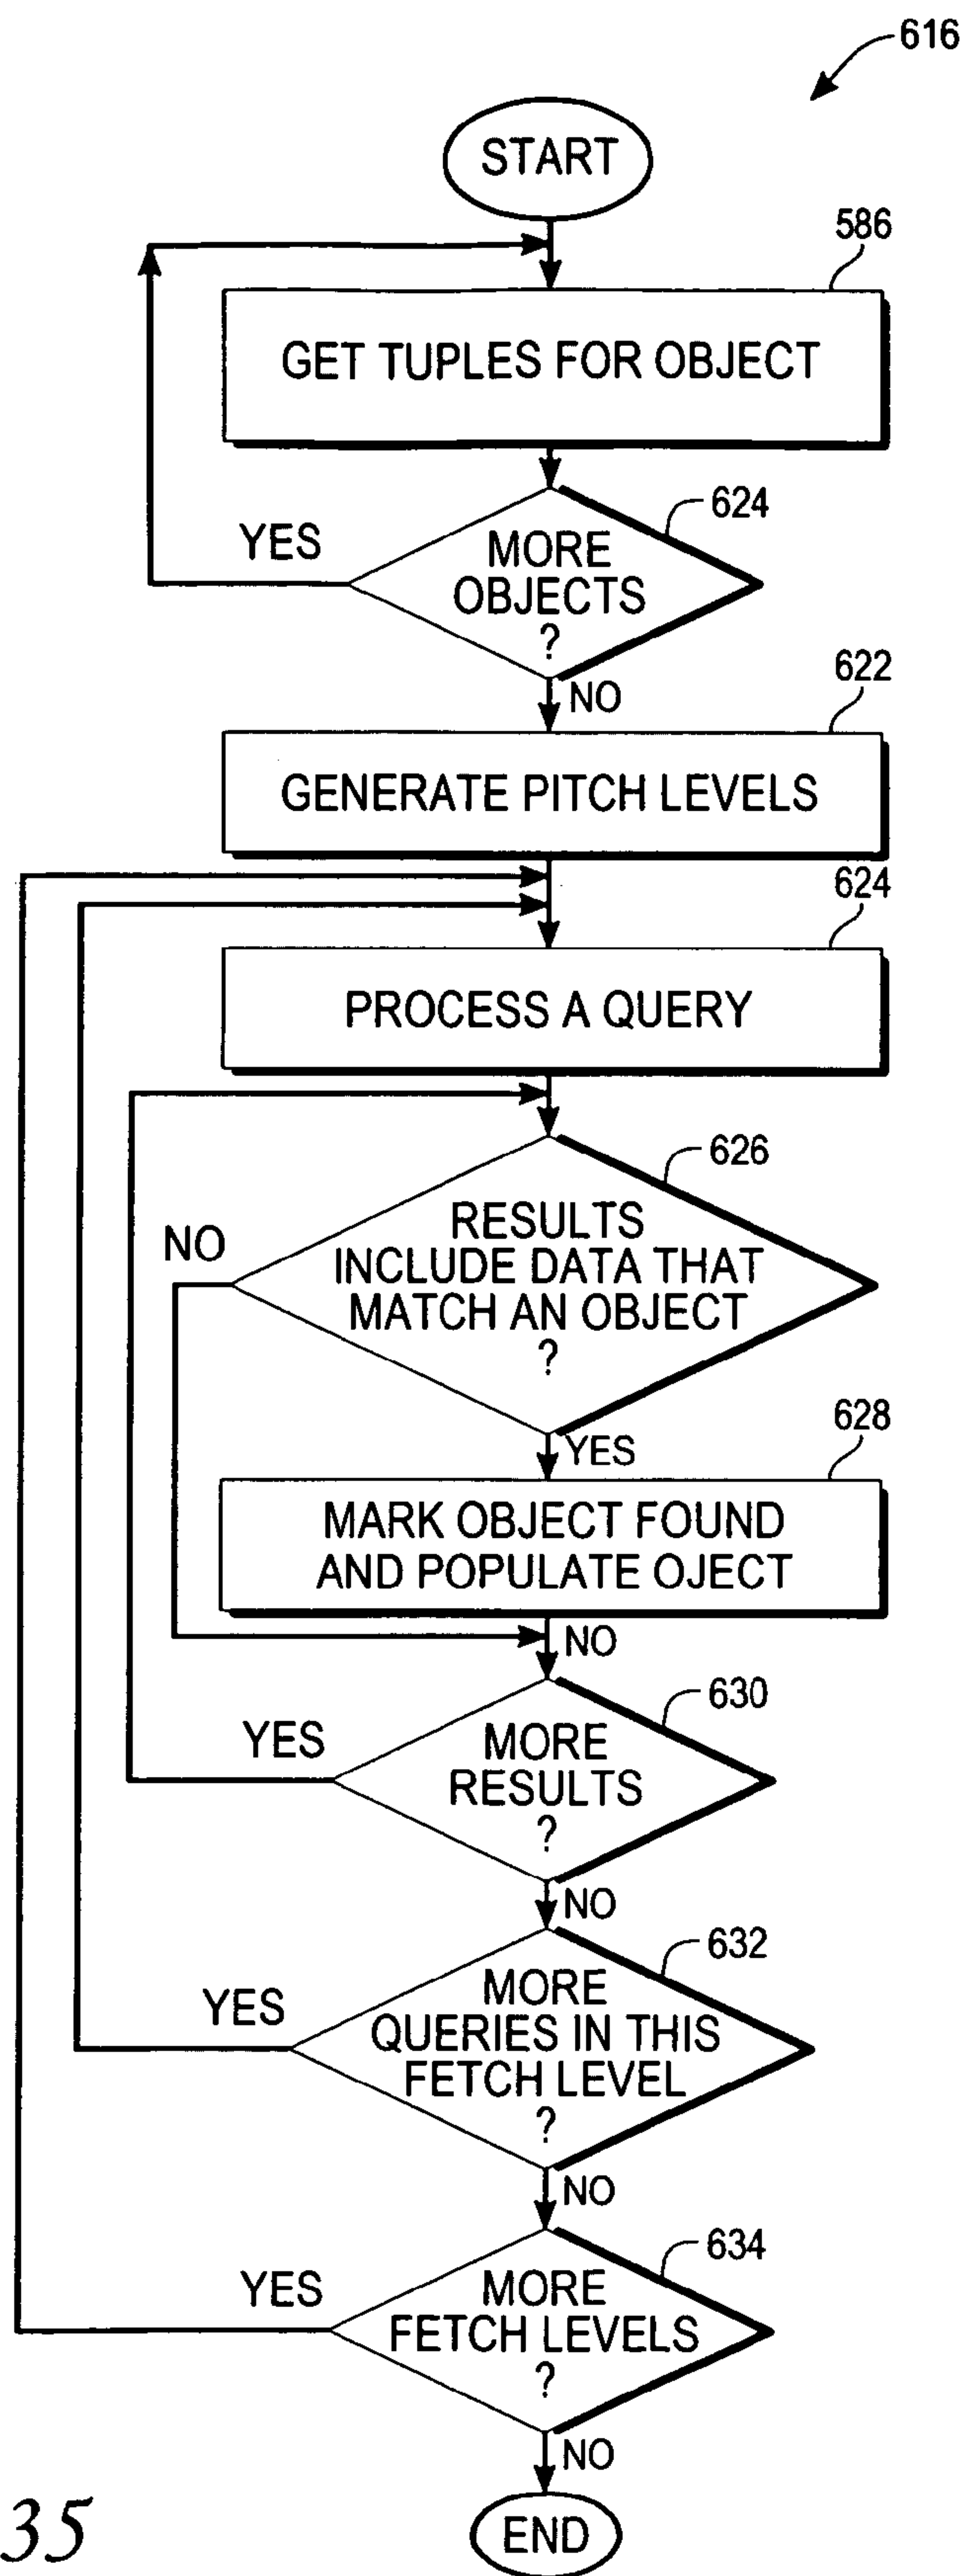 616
START
586
GET TUPLES FOR OBJECT
624
YES
MORE
OBJECTS
?
NO
622
GENERATE PITCH LEVELS
624
PROCESS A QUERY
626
NO
RESULTS
INCLUDE DATA THAT
MATCH AN OBJECT
?
YES
628
MARK OBJECT FOUND
AND POPULATE OJECT
NO
630
YES
MORE
RESULTS
?
NO
632
YES
MORE
QUERIES IN THIS
FETCH LEVEL
?
NO
634
YES
MORE
FETCH LEVELS
?
NO
END
35